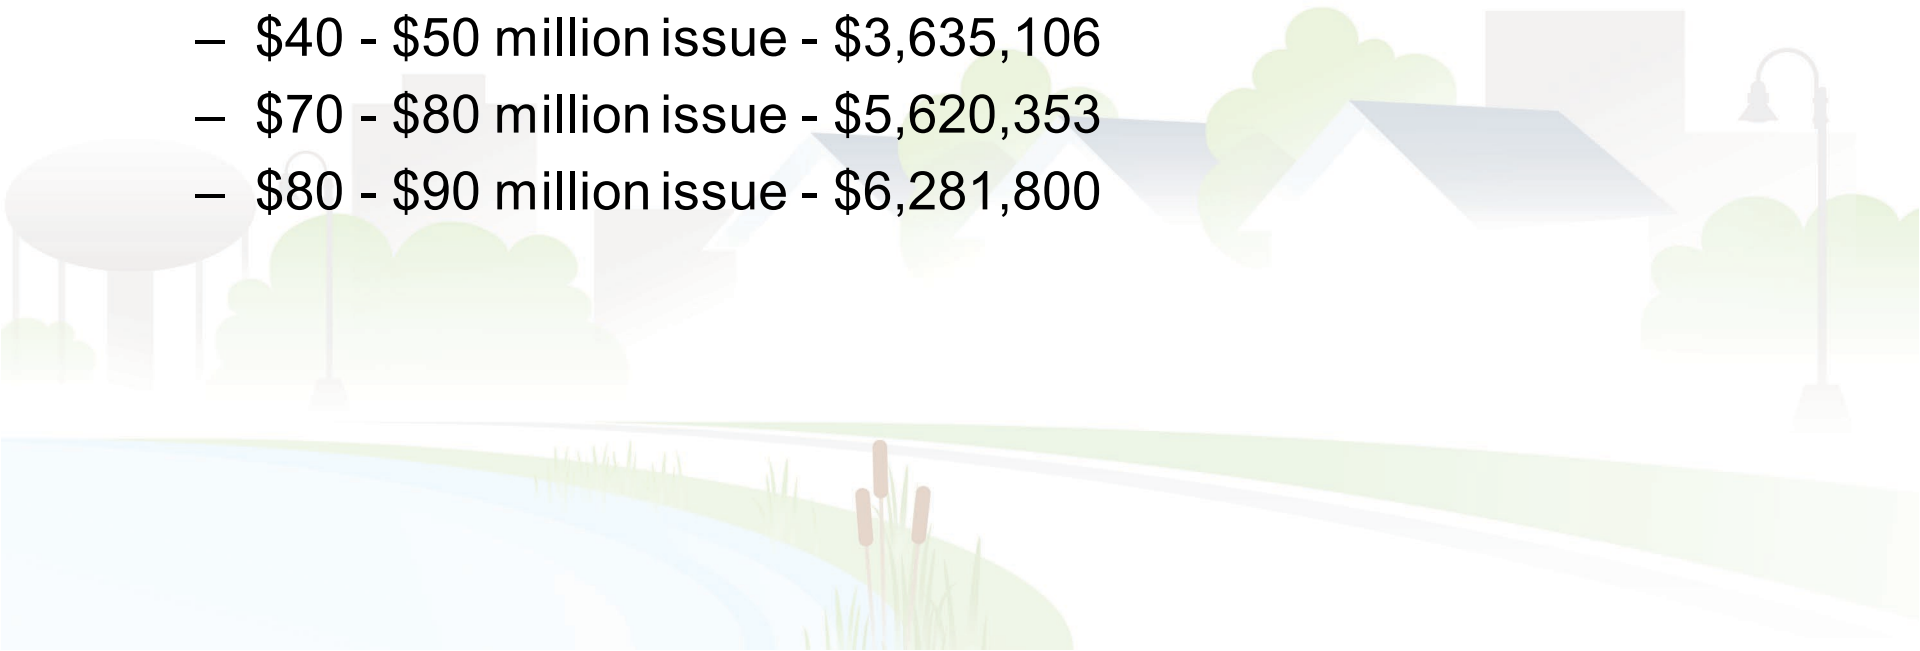 – $40 - $50 million issue - $3,635,106
– $70 - $80 million issue - $5,620,353
– $80 - $90 million issue - $6,281,800